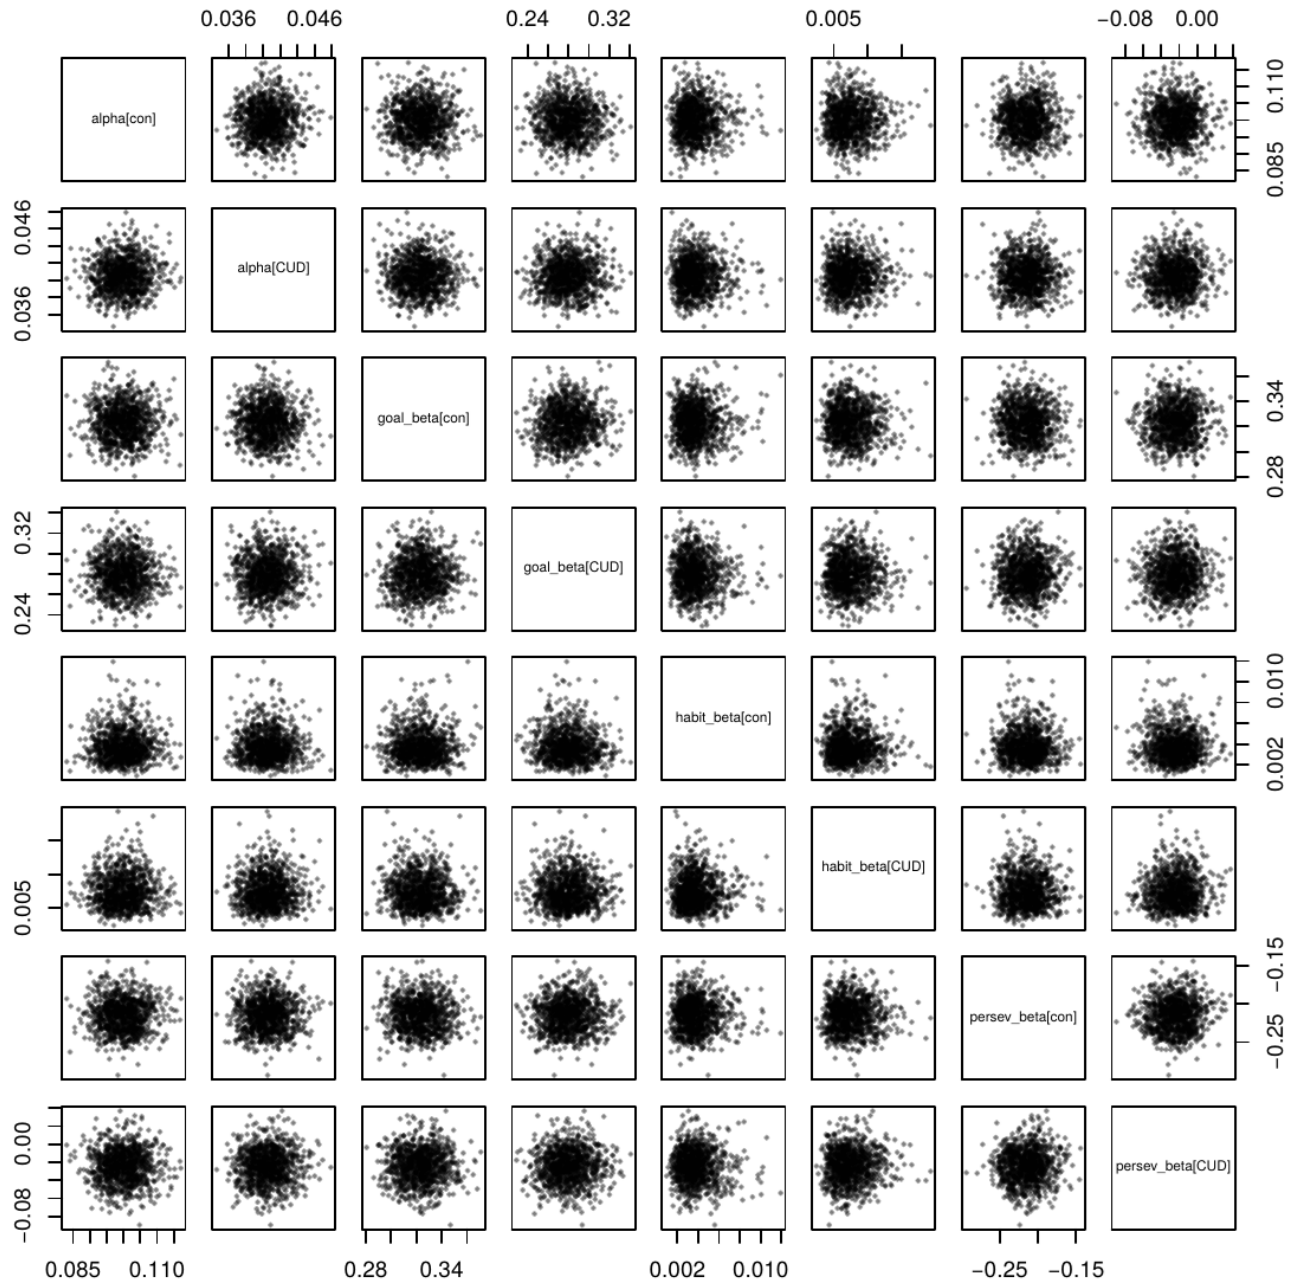 0.036 0.046 0.24 0.32 0.005 −0.08 0.00
alpha[con] 0.085 0.110
0.036 0.046 alpha[CUD]
goal_beta[con] 0.28 0.34
0.24 0.32 goal_beta[CUD]
habit_beta[con] 0.002 0.010
0.005 habit_beta[CUD]
persev_beta[con] −0.25 −0.15
−0.08 0.00 persev_beta[CUD]
0.085 0.110 0.28 0.34 0.002 0.010 −0.25 −0.15